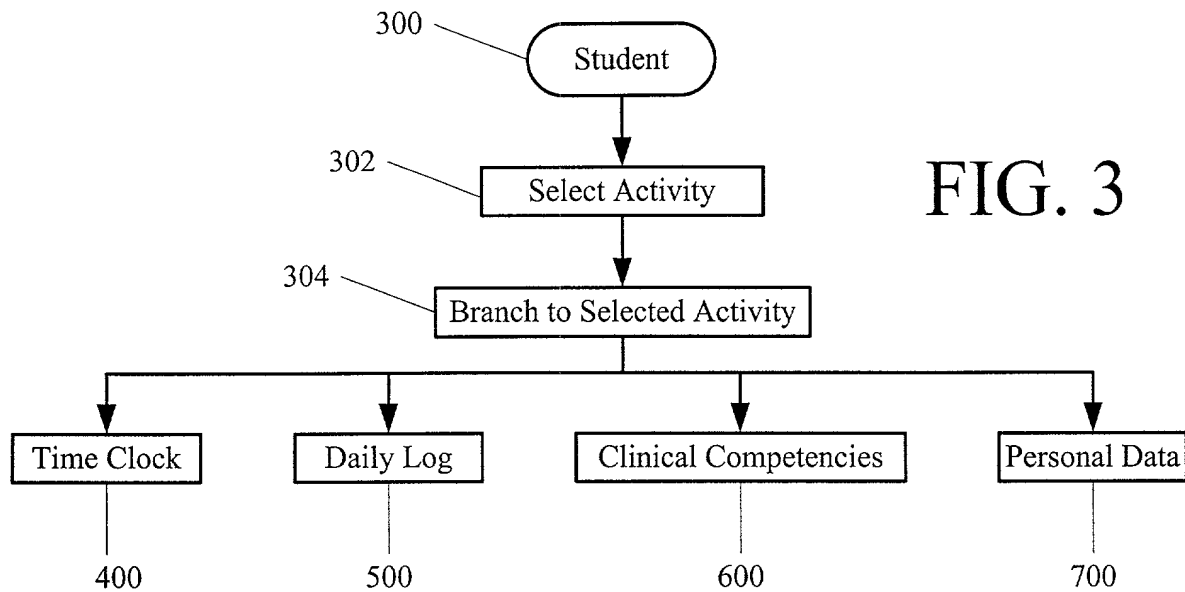 300
Student
302
Select Activity
FIG. 3
304
Branch to Selected Activity
Time Clock
Daily Log
Clinical Competencies
Personal Data
400
500
600
700